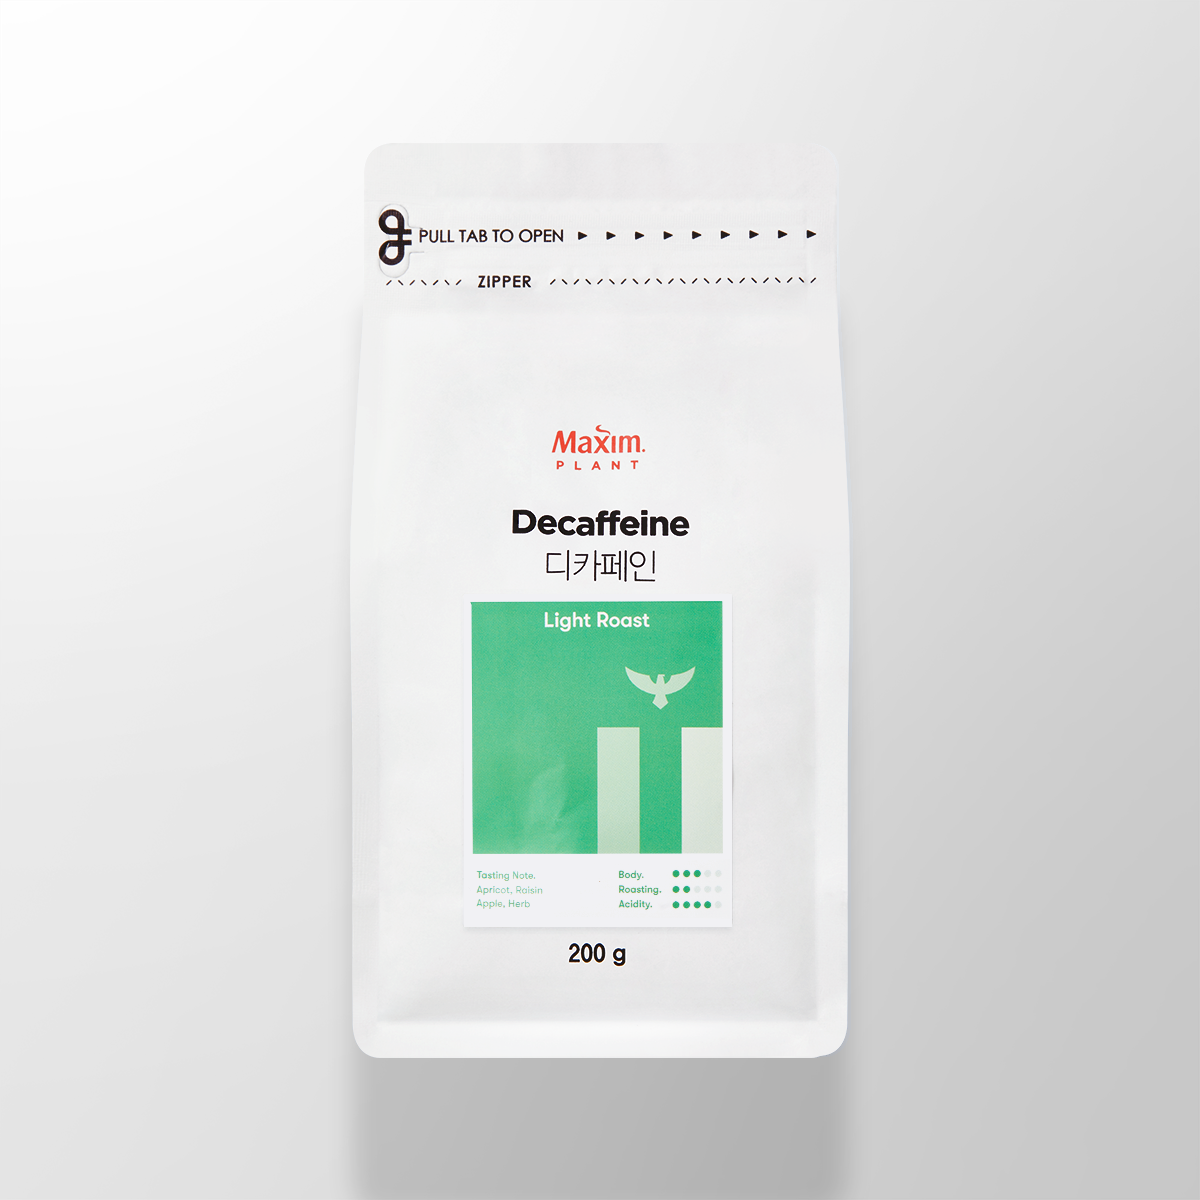 PULL TAB TO OPEN
ZIPPER
Maxim.
PLANT
Decaffeine
디카페인
Light Roast
Tasting Note.
Apricot, Raisin
Apple, Herb
Body.
Roasting.
Acidity.
200 g